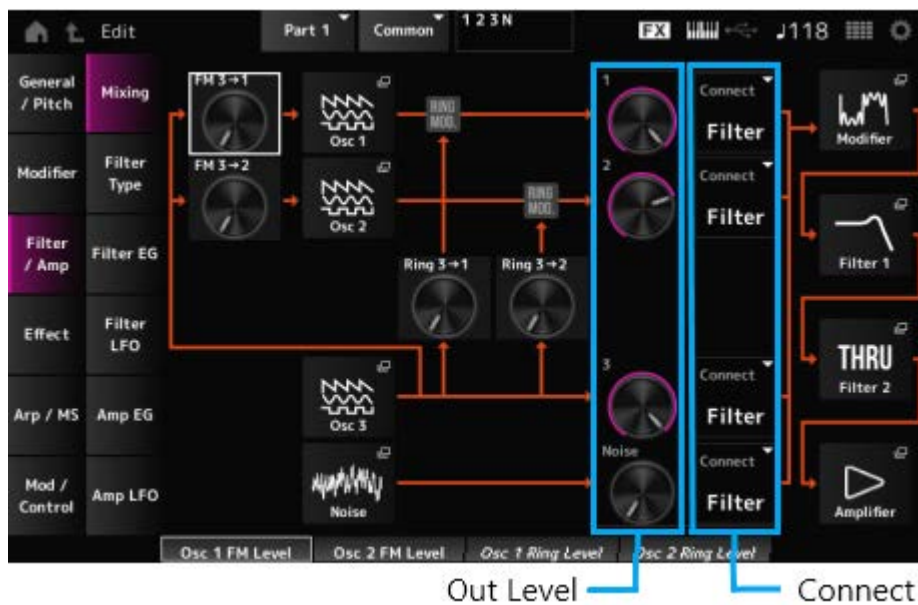 Edit
Part 1
Common
1 2 3 N
FX
♩118
General / Pitch
Mixing
Modifier
Filter Type
Filter / Amp
Filter EG
Effect
Filter LFO
Arp / MS
Amp EG
Mod / Control
Amp LFO
FM 3→1
Osc 1
RING MOD.
1
Connect
Filter
Modifier
FM 3→2
Osc 2
RING MOD.
2
Connect
Filter
Filter 1
Ring 3→1
Ring 3→2
THRU
Filter 2
Osc 3
3
Connect
Filter
Noise
Noise
Connect
Filter
Amplifier
Osc 1 FM Level
Osc 2 FM Level
Osc 1 Ring Level
Osc 2 Ring Level
Out Level
Connect